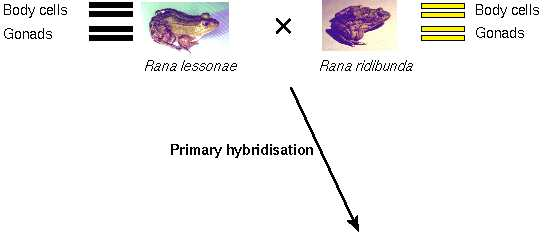 Body cells
Gonads
Rana lessonae
×
Rana ridibunda
Body cells
Gonads
Primary hybridisation